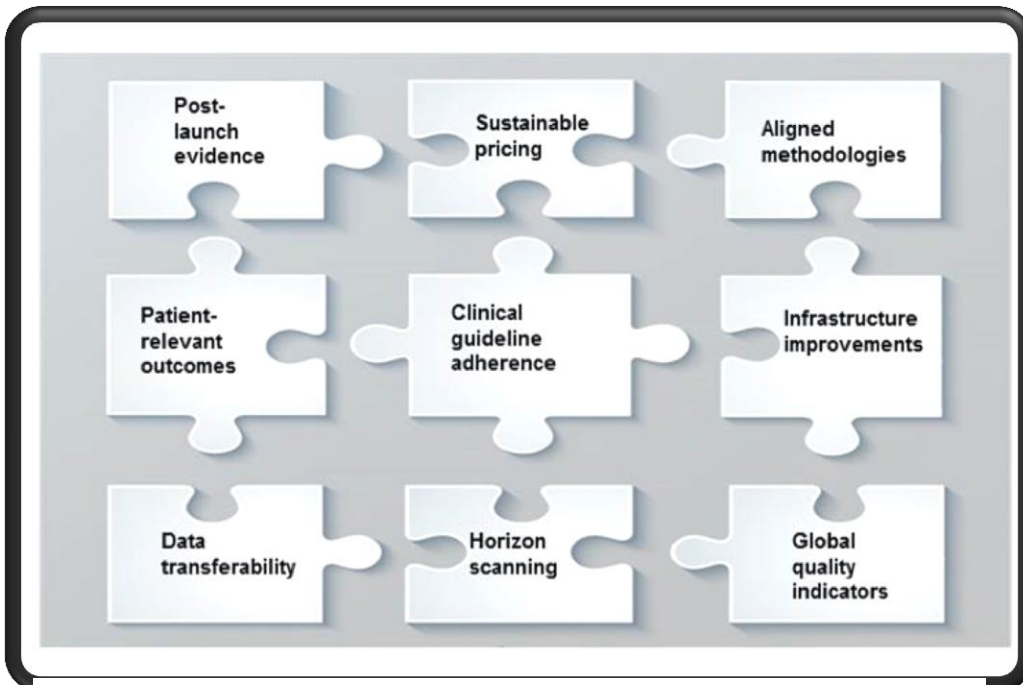 Post-
launch
evidence
Sustainable
pricing
Aligned
methodologies
Patient-
relevant
outcomes
Clinical
guideline
adherence
Infrastructure
improvements
Data
transferability
Horizon
scanning
Global
quality
indicators